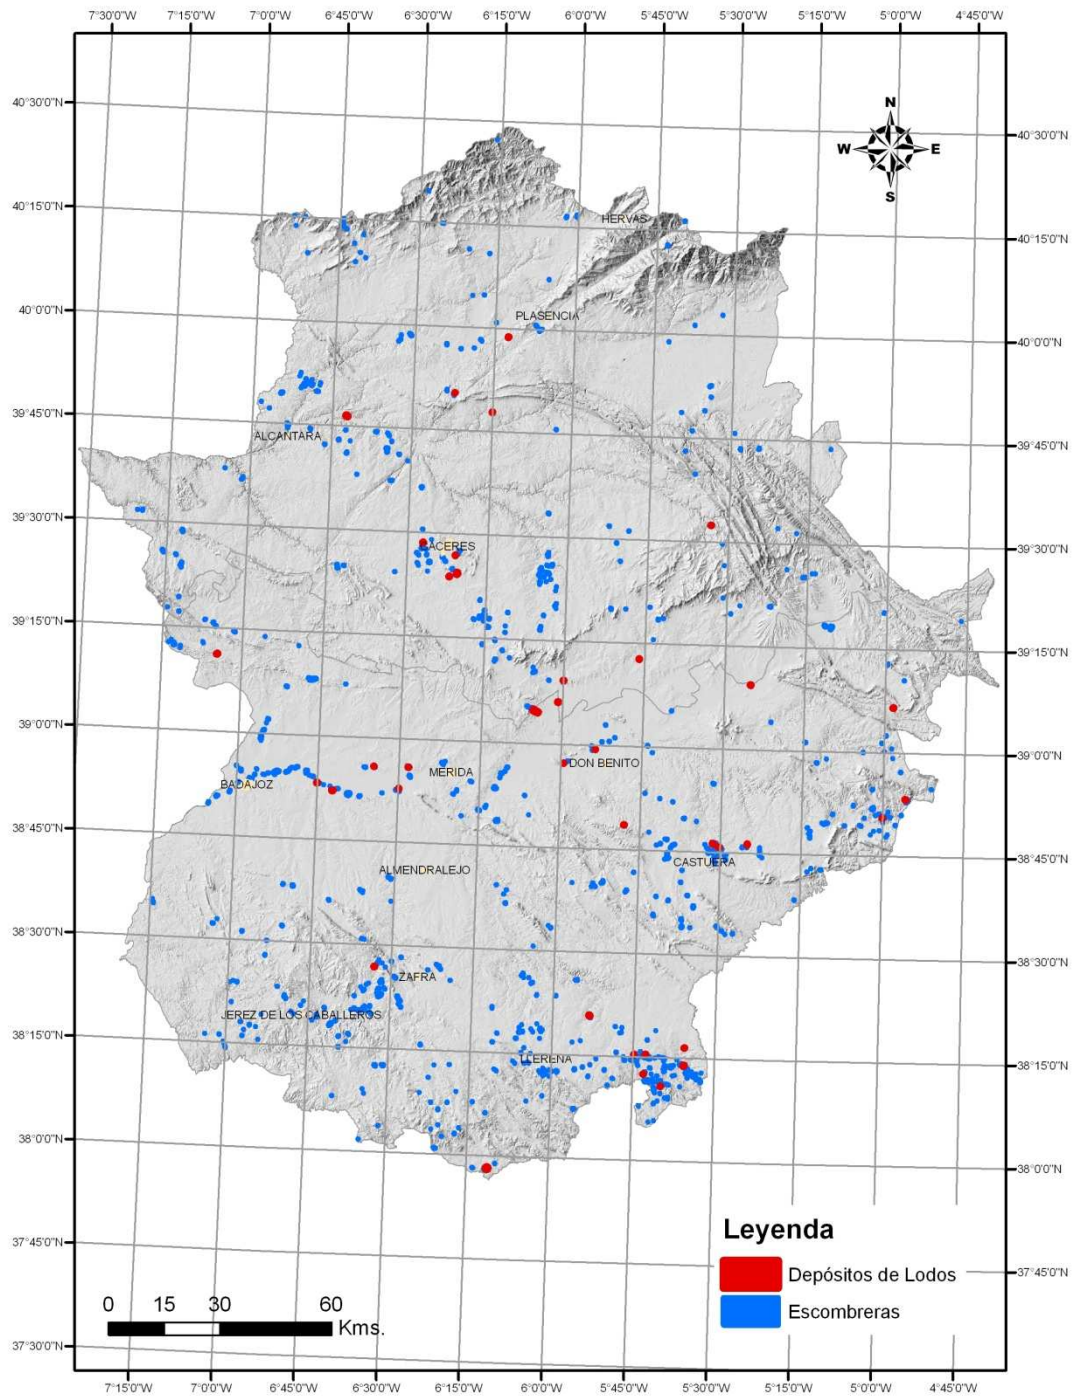 7°30'0"W 7°15'0"W 7°0'0"W 6°45'0"W 6°30'0"W 6°15'0"W 6°0'0"W 5°45'0"W 5°30'0"W 5°15'0"W 5°0'0"W 4°45'0"W
40°30'0"N
N
40°30'0"N
W E
S
40°15'0"N
HERVAS
40°15'0"N
40°0'0"N
PLASENCIA
40°0'0"N
39°45'0"N
ALCANTARA
39°45'0"N
39°30'0"N
CACERES
39°30'0"N
39°15'0"N
39°15'0"N
39°0'0"N
39°0'0"N
DON BENITO
MERIDA
BADAJOZ
38°45'0"N
38°45'0"N
CASTUERA
ALMENDRALEJO
38°30'0"N
38°30'0"N
ZAFRA
JEREZ DE LOS CABALLEROS
38°15'0"N
LLERENA
38°15'0"N
38°0'0"N
38°0'0"N
Leyenda
37°45'0"N
Depósitos de Lodos
37°45'0"N
Escombreras
0 15 30 60
Kms.
37°30'0"N
7°15'0"W 7°0'0"W 6°45'0"W 6°30'0"W 6°15'0"W 6°0'0"W 5°45'0"W 5°30'0"W 5°15'0"W 5°0'0"W